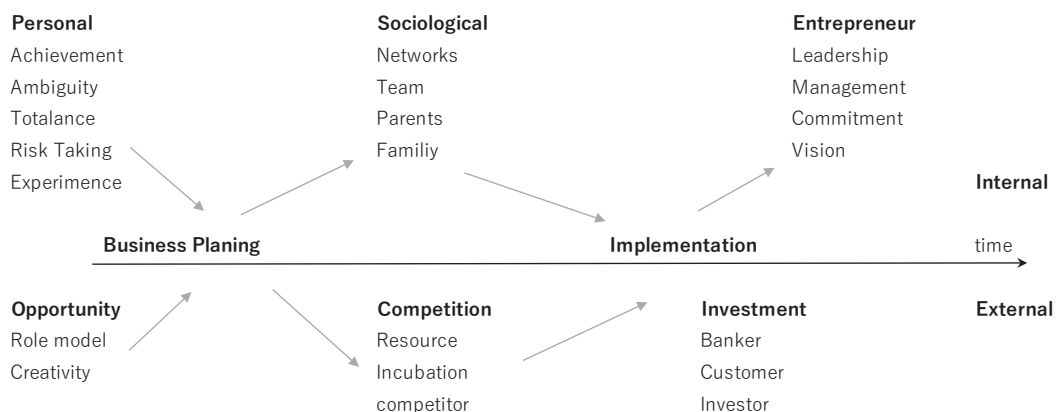 Personal
Achievement
Ambiguity
Totalance
Risk Taking
Experimence
Sociological
Networks
Team
Parents
Familiy
Entrepreneur
Leadership
Management
Commitment
Vision
Internal
Business Planing
Implementation
time
Opportunity
Role model
Creativity
Competition
Resource
Incubation
competitor
Investment
Banker
Customer
Investor
External